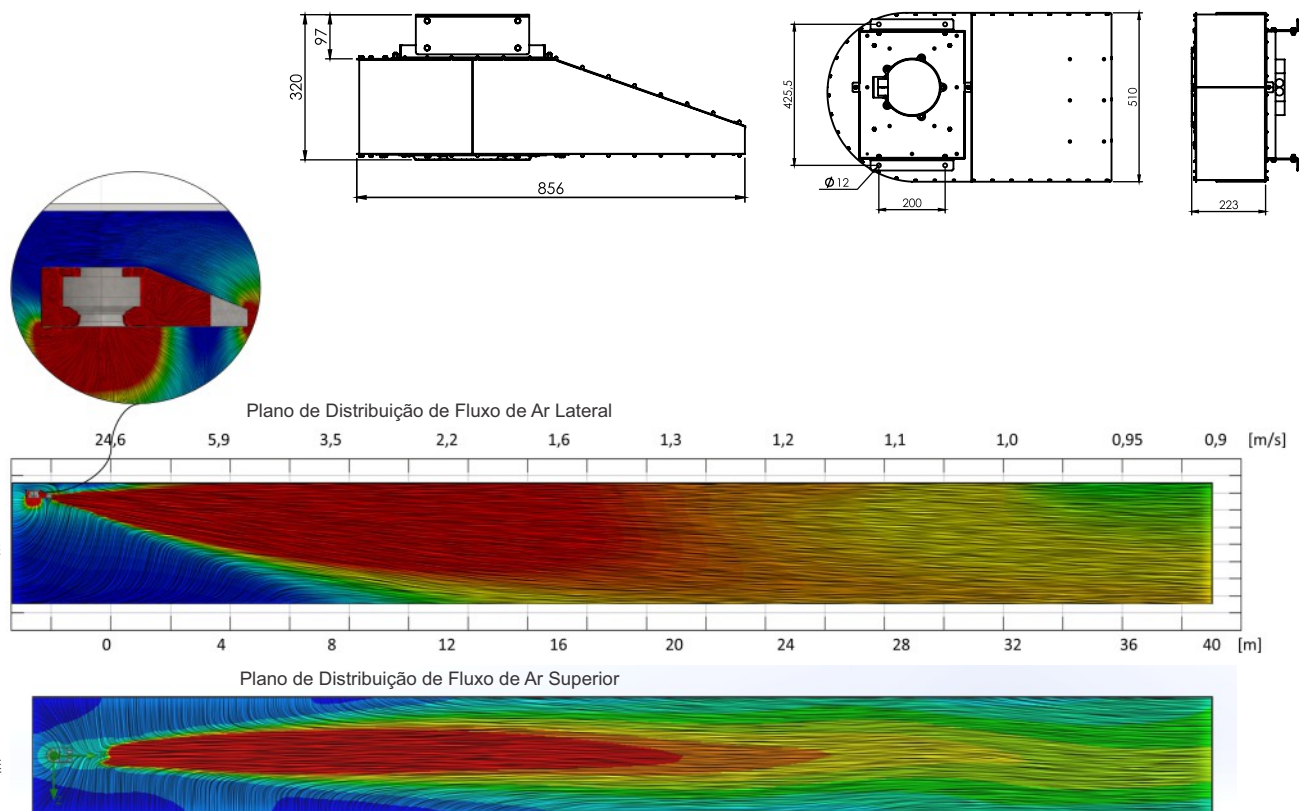 97
320
856
425,5
Ø 12
200
510
223
Plano de Distribuição de Fluxo de Ar Lateral
24,6 5,9 3,5 2,2 1,6 1,3 1,2 1,1 1,0 0,95 0,9 [m/s]
0 4 8 12 16 20 24 28 32 36 40 [m]
Plano de Distribuição de Fluxo de Ar Superior